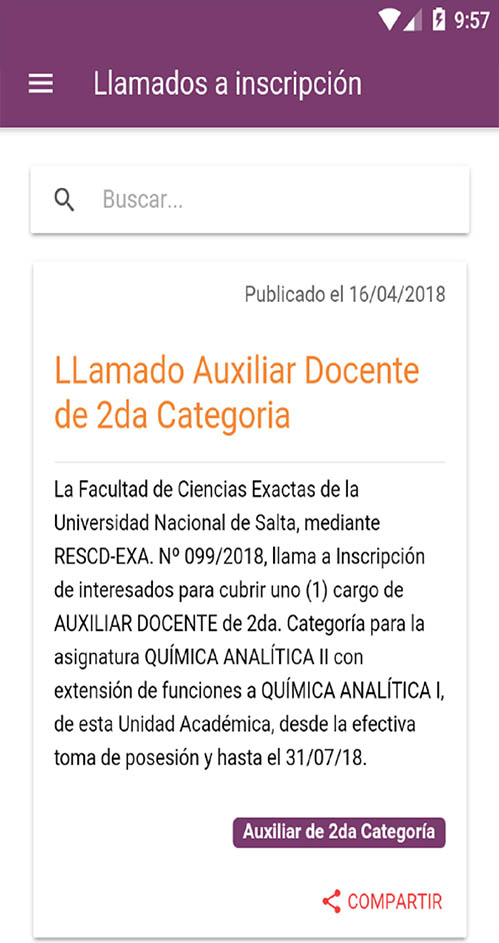 9:57
Llamados a inscripción
Buscar...
Publicado el 16/04/2018
LLamado Auxiliar Docente
de 2da Categoria
La Facultad de Ciencias Exactas de la
Universidad Nacional de Salta, mediante
RESCD-EXA. Nº 099/2018, llama a Inscripción
de interesados para cubrir uno (1) cargo de
AUXILIAR DOCENTE de 2da. Categoría para la
asignatura QUÍMICA ANALÍTICA II con
extensión de funciones a QUÍMICA ANALÍTICA I,
de esta Unidad Académica, desde la efectiva
toma de posesión y hasta el 31/07/18.
Auxiliar de 2da Categoría
COMPARTIR